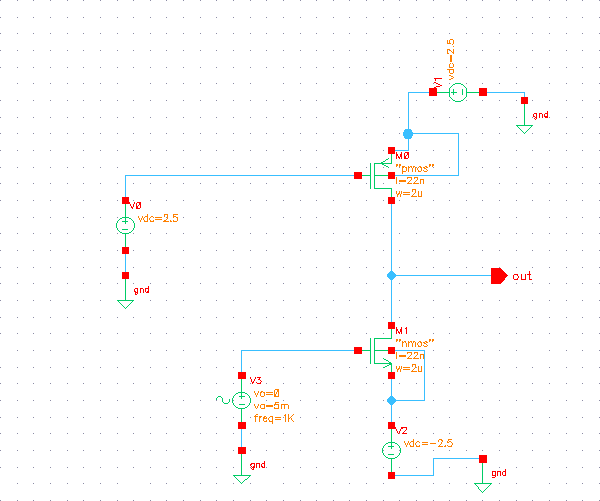 V1
vdc=2.5
gnd
M0
"pmos"
l=22n
w=2u
V0
vdc=2.5
gnd
out
M1
"nmos"
l=22n
w=2u
V3
vo=0
va=5m
freq=1K
gnd
V2
vdc=-2.5
gnd